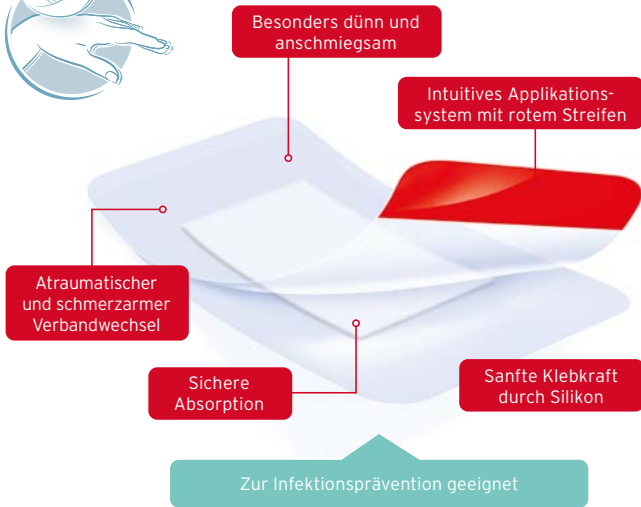 Besonders dünn und
anschmiegsam
Intuitives Applikations-
system mit rotem Streifen
Atraumatischer
und schmerzarmer
Verbandwechsel
Sichere
Absorption
Sanfte Klebkraft
durch Silikon
Zur Infektionsprävention geeignet